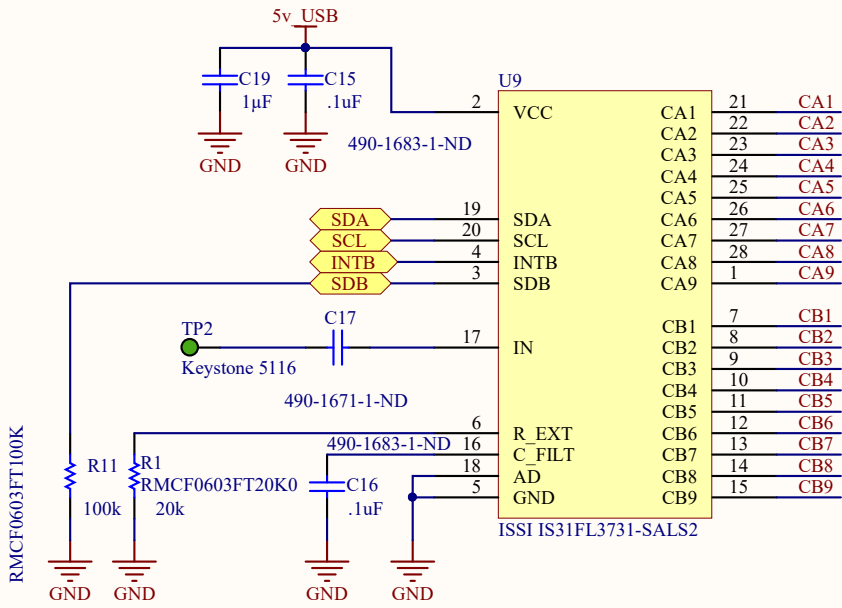 5v_USB
C19
1µF
C15
.1uF
GND
GND
490-1683-1-ND
U9
2
VCC
19
SDA
SDA
20
SCL
SCL
4
INTB
INTB
3
SDB
SDB
TP2
Keystone 5116
C17
490-1671-1-ND
17
IN
6
R_EXT
490-1683-1-ND
16
C_FILT
18
AD
5
GND
CA1
21
CA1
CA2
22
CA2
CA3
23
CA3
CA4
24
CA4
CA5
25
CA5
CA6
26
CA6
CA7
27
CA7
CA8
28
CA8
CA9
1
CA9
CB1
7
CB1
CB2
8
CB2
CB3
9
CB3
CB4
10
CB4
CB5
11
CB5
CB6
12
CB6
CB7
13
CB7
CB8
14
CB8
CB9
15
CB9
ISSI IS31FL3731-SALS2
RMCF0603FT100K
R11
100k
R1
RMCF0603FT20K0
20k
C16
.1uF
GND
GND
GND
GND